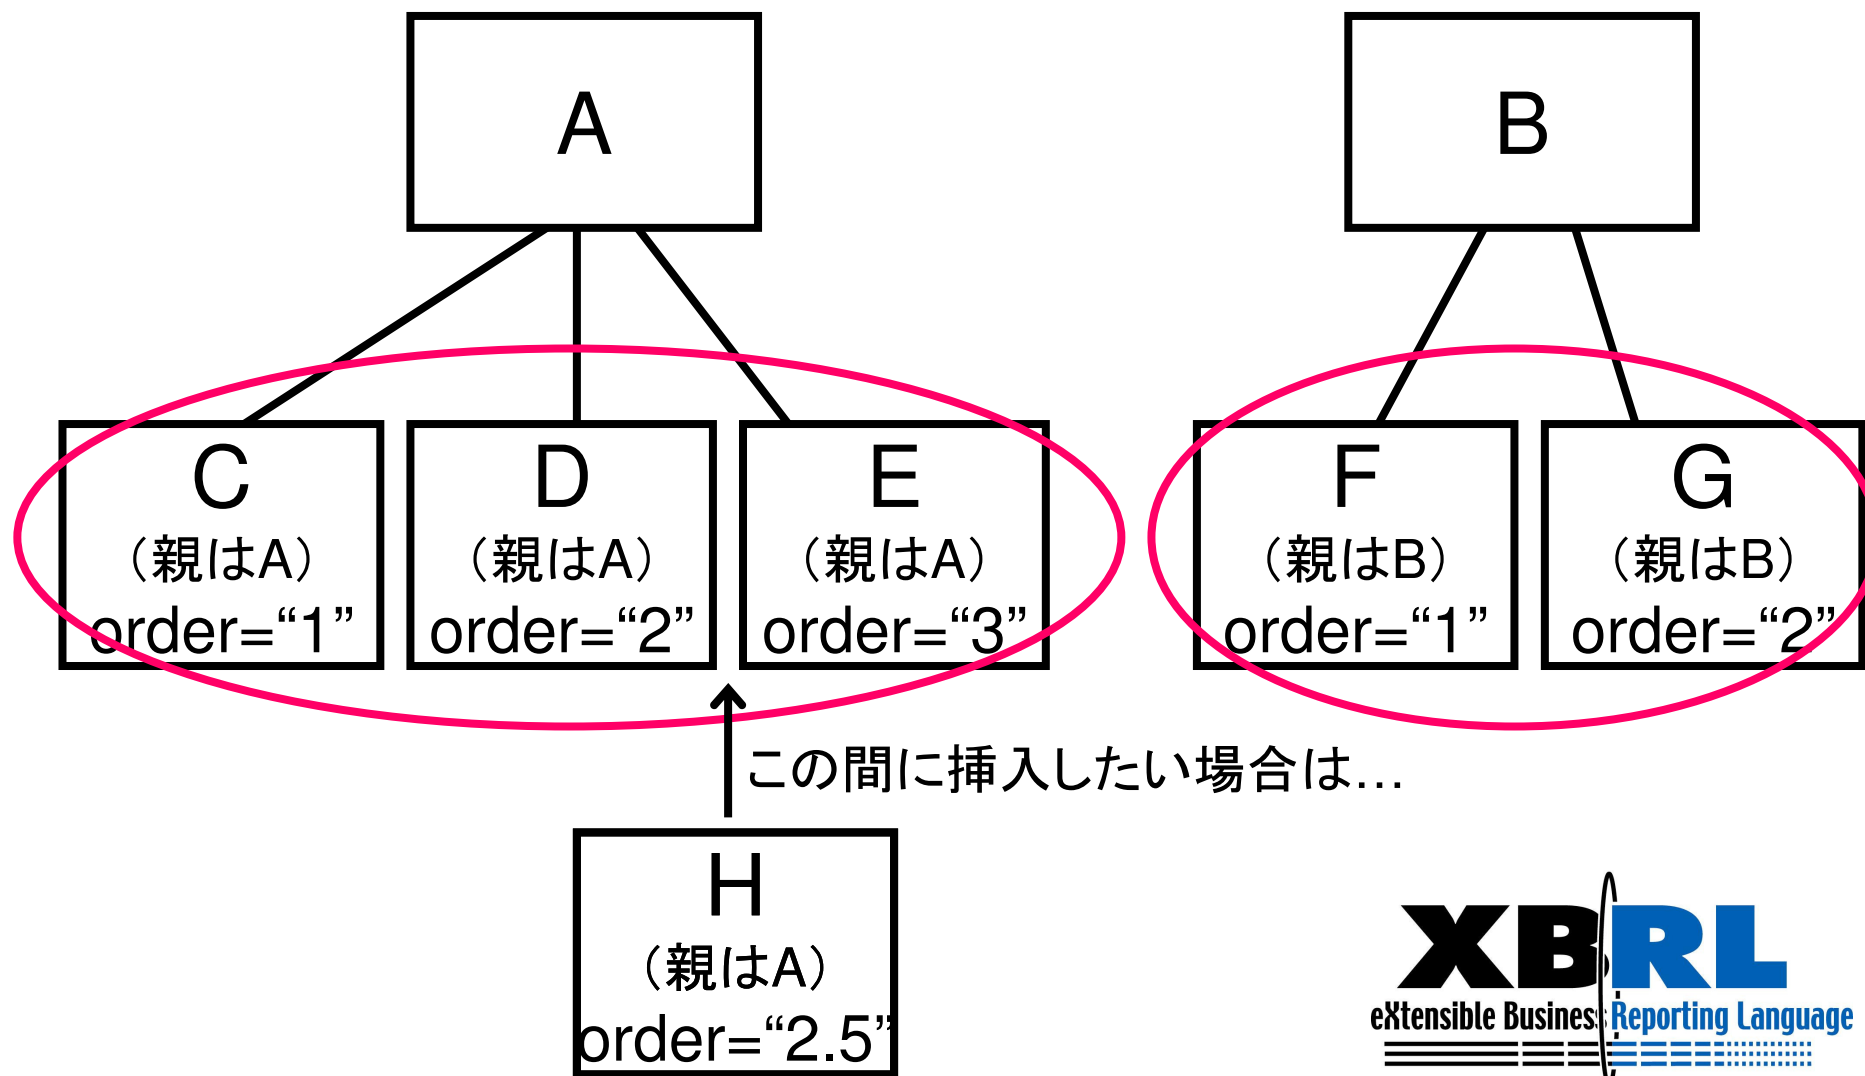 A
B
C
（親はA）
order=“1”
D
（親はA）
order=“2”
E
（親はA）
order=“3”
F
（親はB）
order=“1”
G
（親はB）
order=“2”
この間に挿入したい場合は…
H
（親はA）
order=“2.5”
XBRL
eXtensible Business Reporting Language